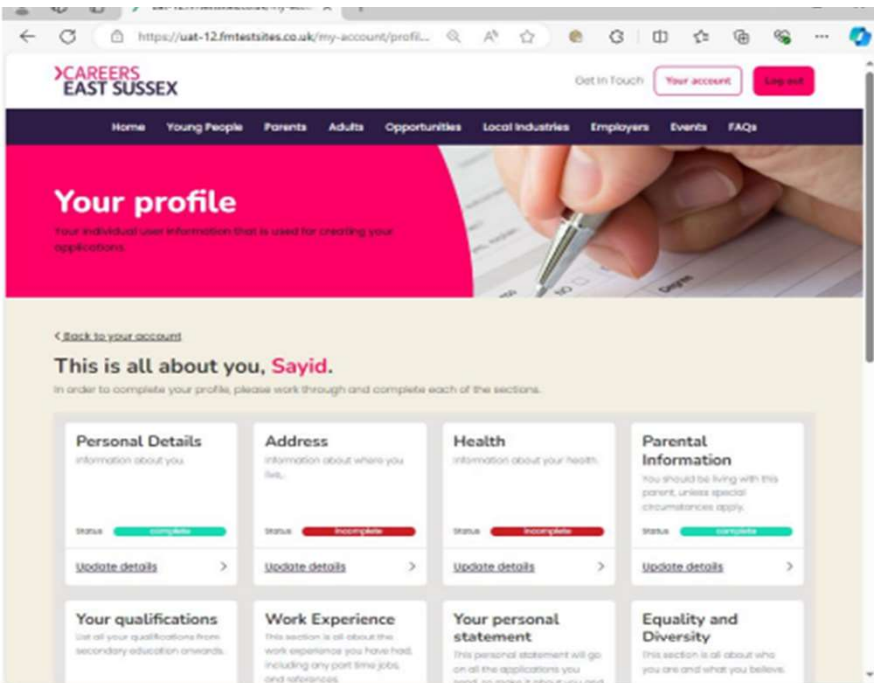 https://uat-12.fmtestsites.co.uk/my-account/profil...
CAREERS
EAST SUSSEX
Get In Touch
Your account
Log out
Home Young People Parents Adults Opportunities Local Industries Employers Events FAQs
Your profile
Your individual user information that is used for creating your
applications.
Degree
Back to your account
This is all about you, Sayid.
In order to complete your profile, please work through and complete each of the sections.
Personal Details
Information about you.
Status complete
Update details
Address
Information about where you
live.
Status incomplete
Update details
Health
Information about your health.
Status incomplete
Update details
Parental
Information
You should be living with this
parent, unless special
circumstances apply.
Status complete
Update details
Your qualifications
List all your qualifications from
secondary education onwards.
Work Experience
This section is all about the
work experience you have had,
including any part time jobs,
and references.
Your personal
statement
This personal statement will go
on all the applications you
send so make it about you and
Equality and
Diversity
This section is all about who
you are and what you believe.